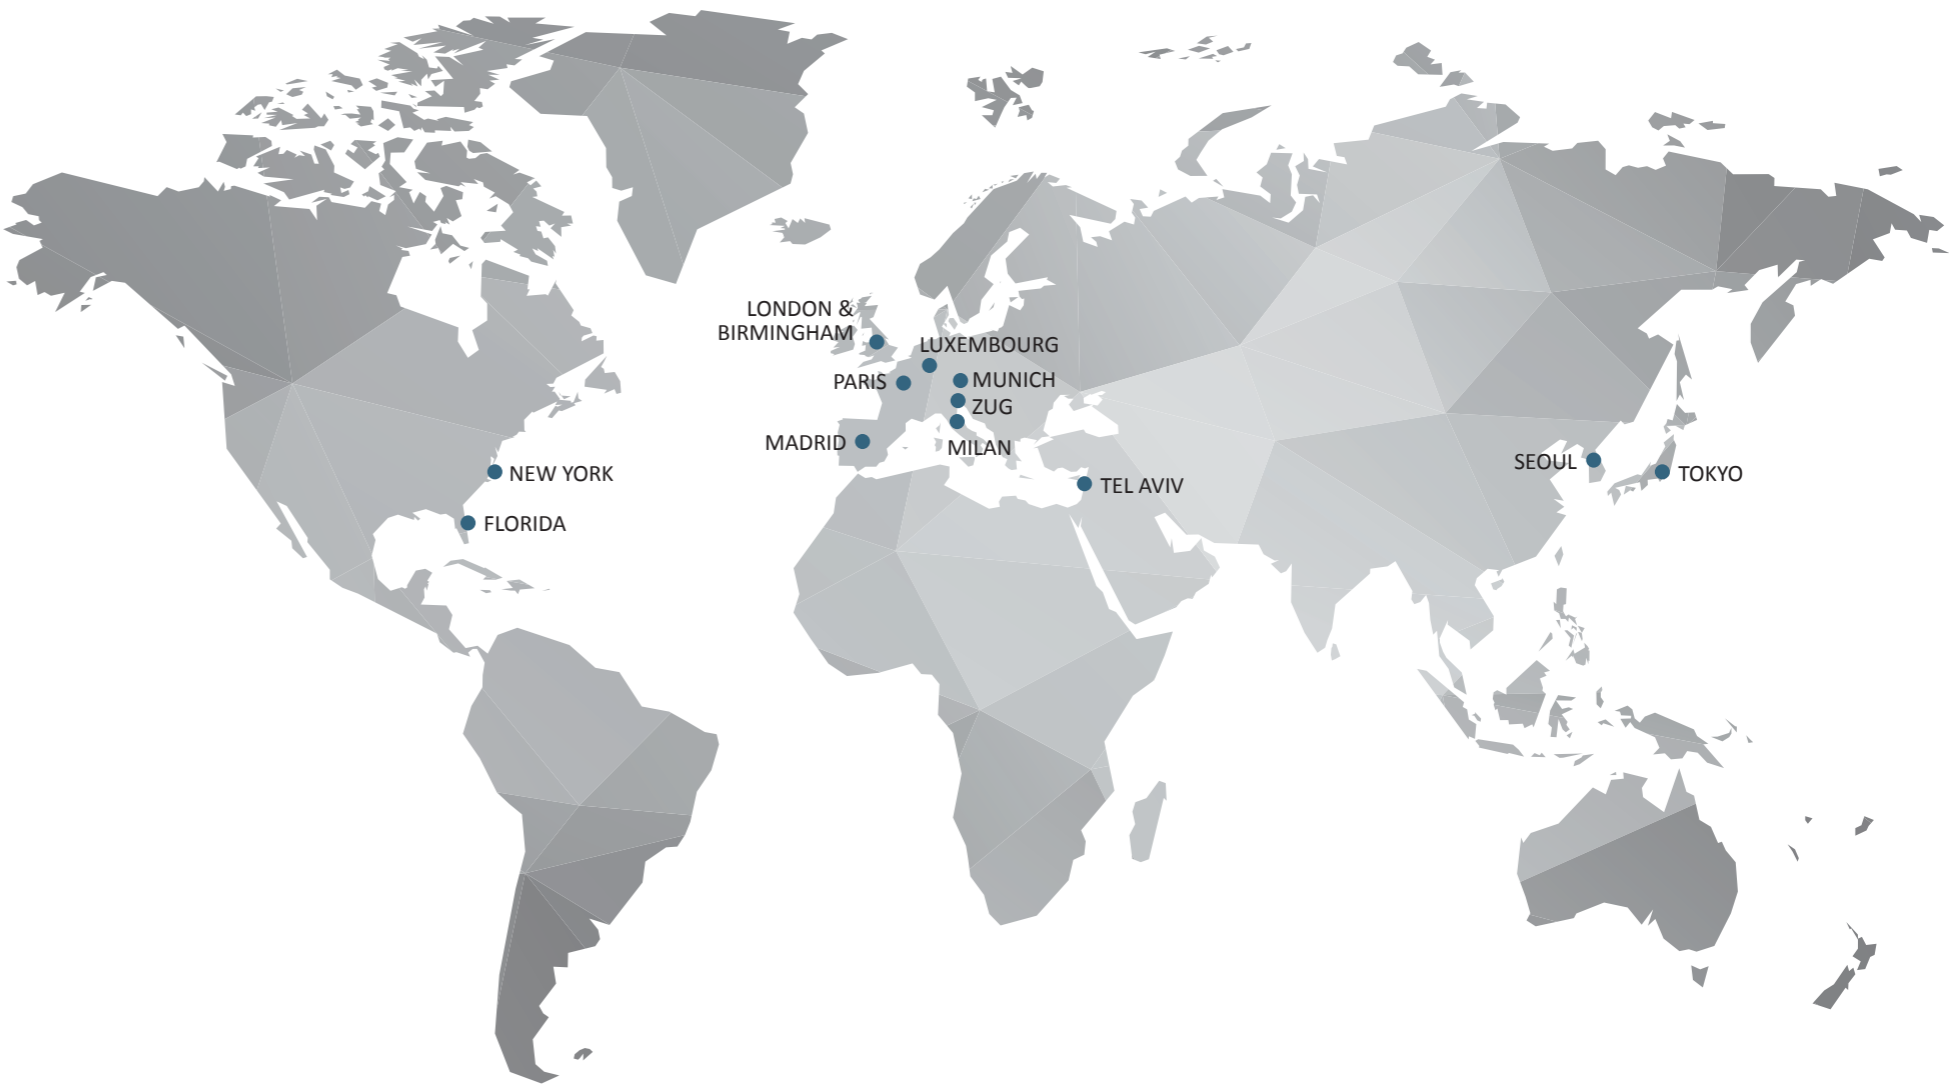 LONDON &
BIRMINGHAM
LUXEMBOURG
PARIS
MUNICH
ZUG
MADRID
MILAN
NEW YORK
FLORIDA
TEL AVIV
SEOUL
TOKYO